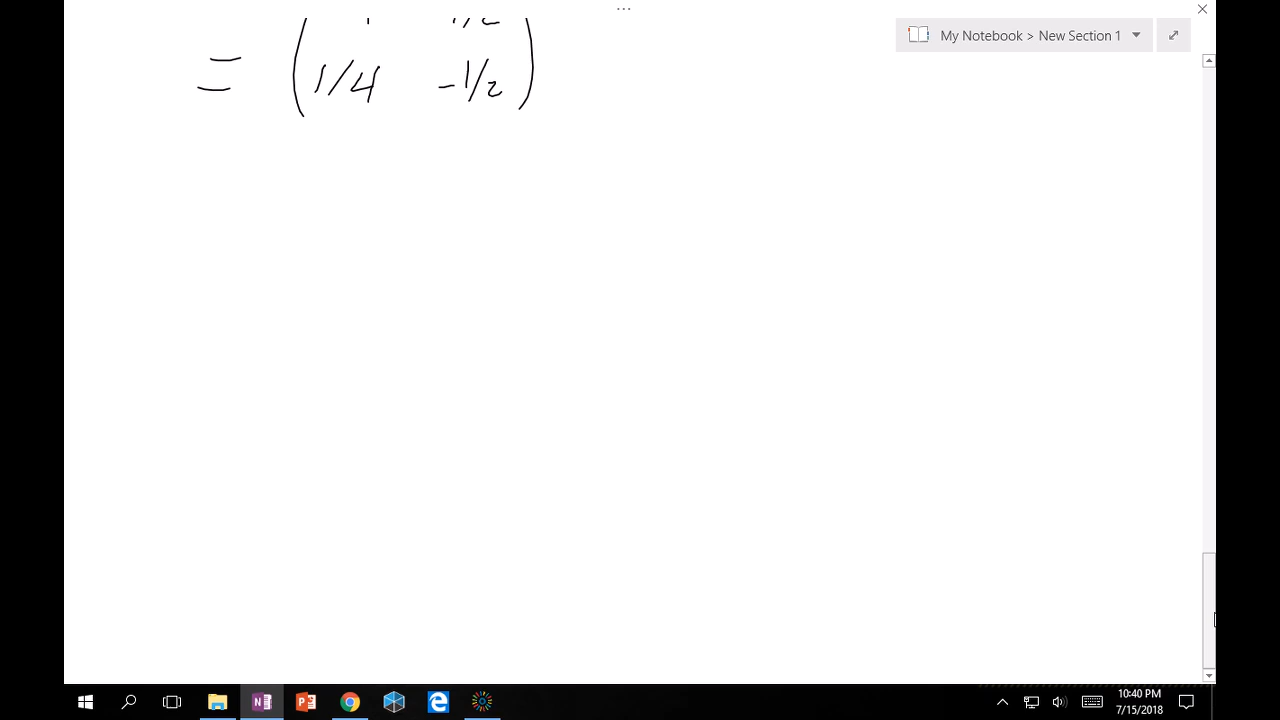 My Notebook > New Section 1
= ( 1/4 -1/2 )
10:40 PM
7/15/2018